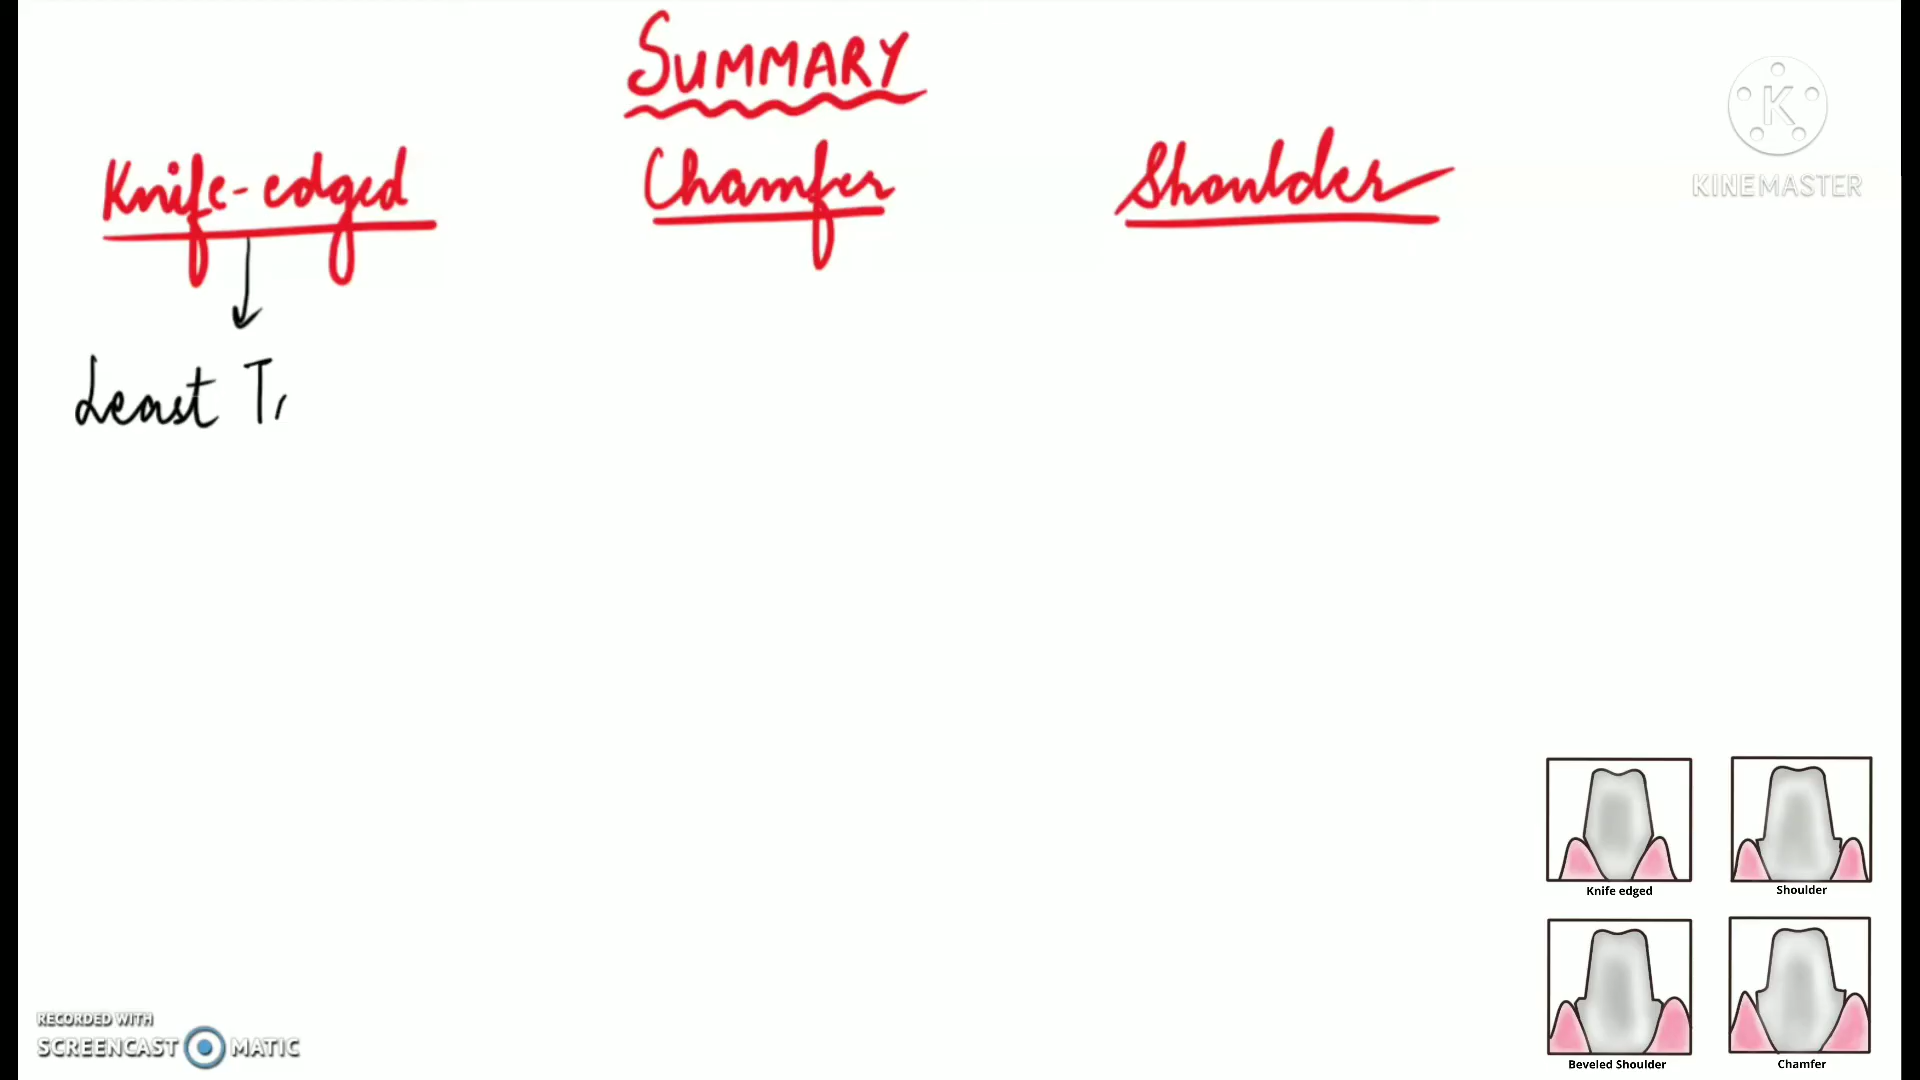 SUMMARY
Knife-edged
Chamfer
Shoulder
Least
K
KINEMASTER
Knife edged
Shoulder
Beveled Shoulder
Chamfer
RECORDED WITH
SCREENCAST MATIC